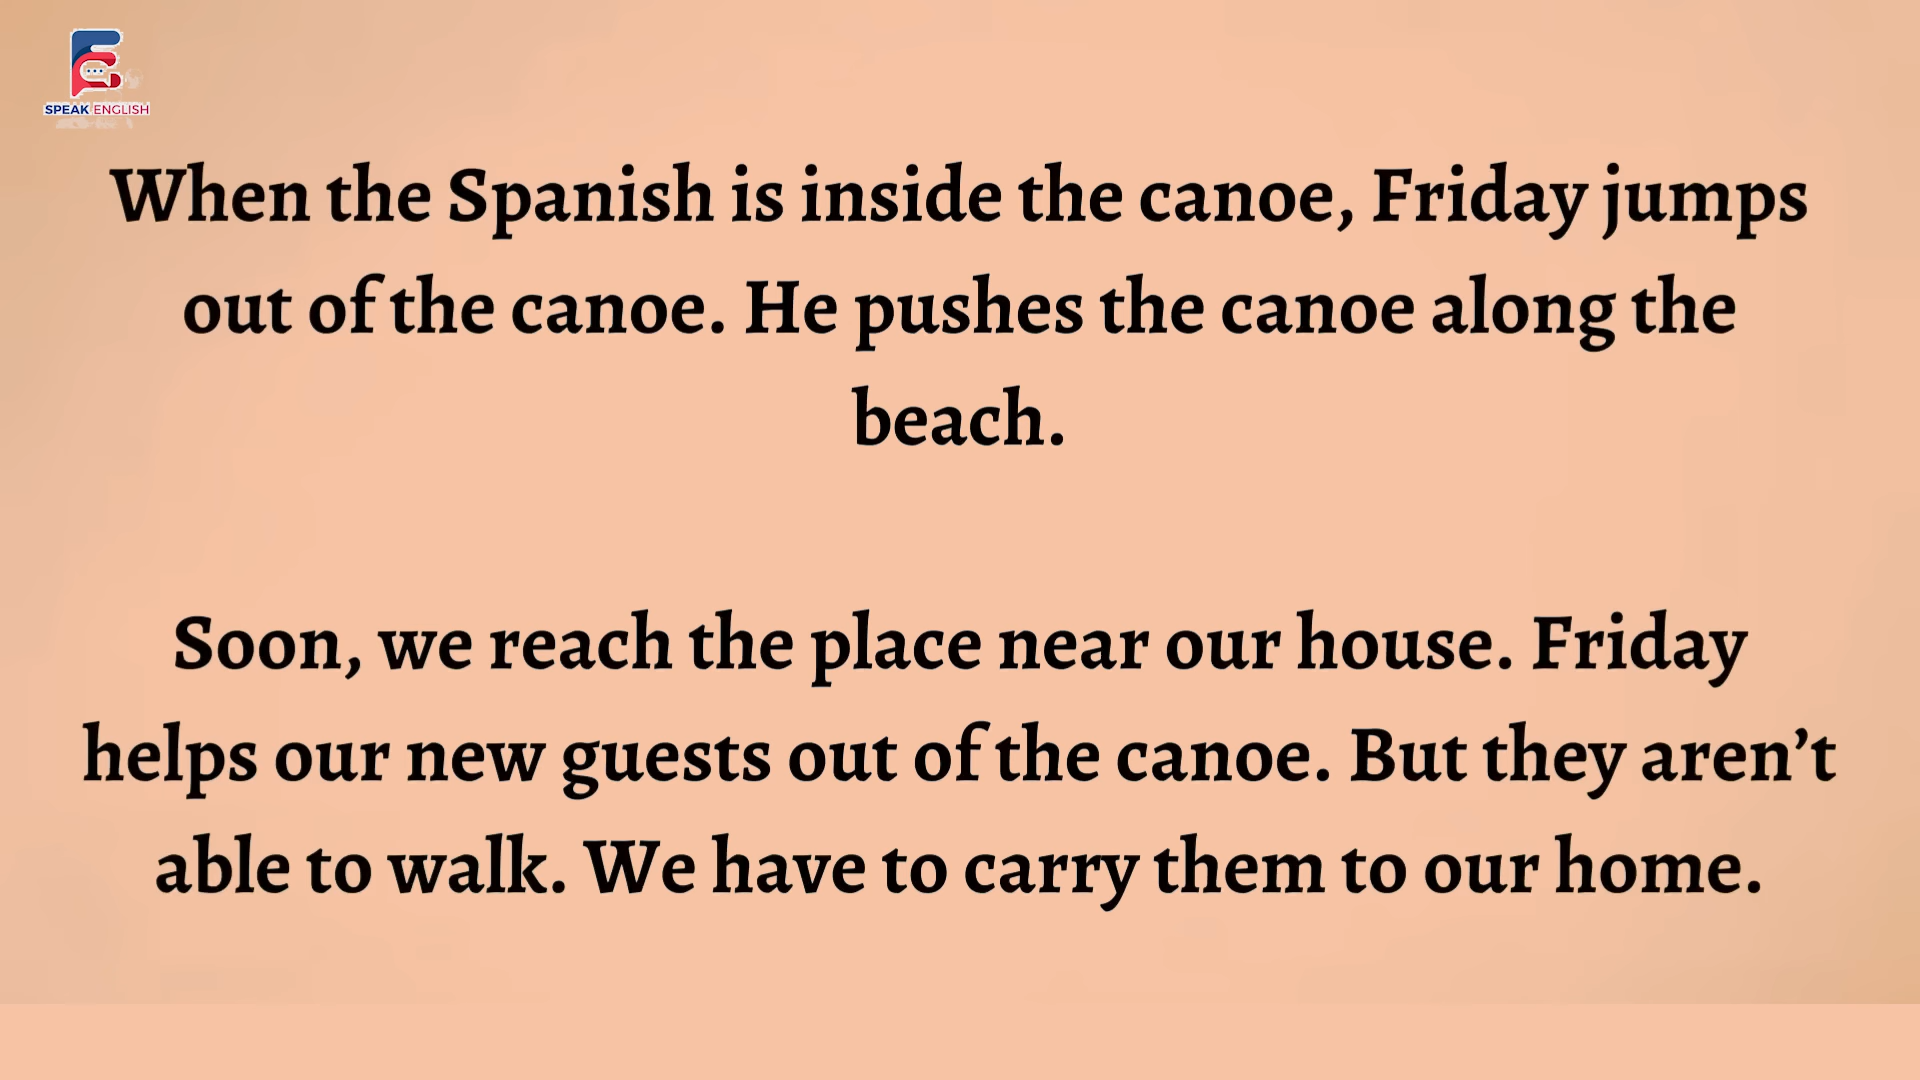 SPEAK ENGLISH
When the Spanish is inside the canoe, Friday jumps
out of the canoe. He pushes the canoe along the
beach.
Soon, we reach the place near our house. Friday
helps our new guests out of the canoe. But they aren’t
able to walk. We have to carry them to our home.